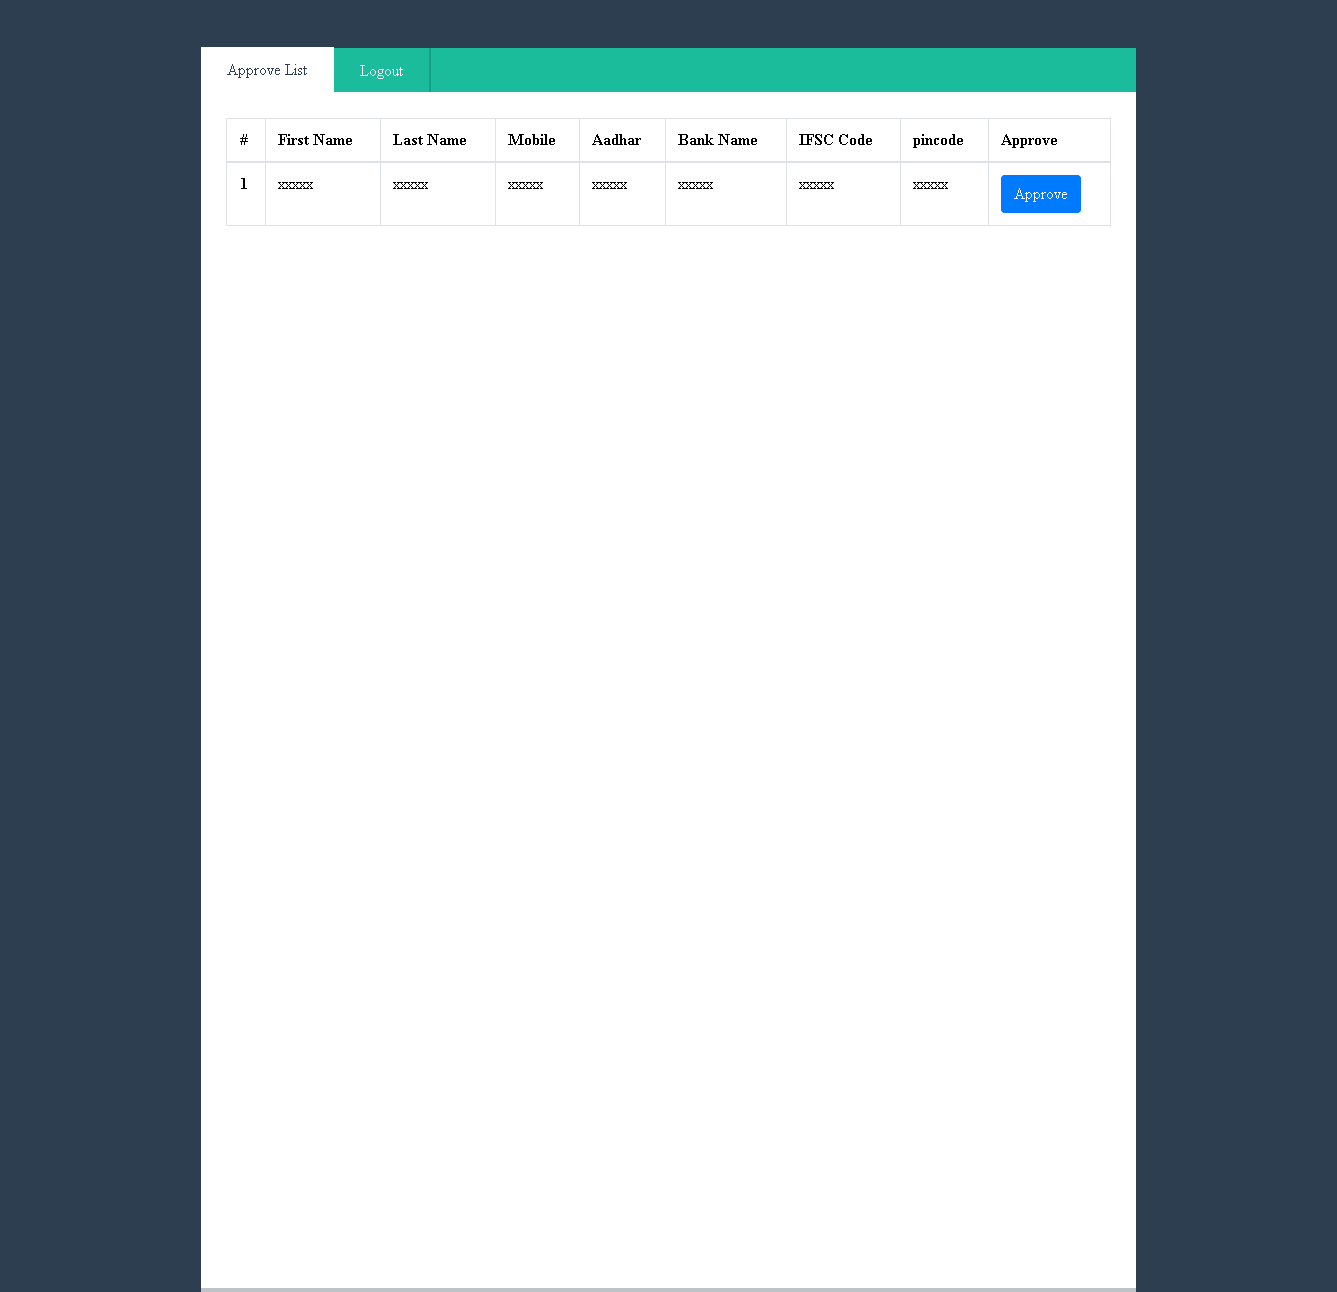 Approve List Logout
# First Name Last Name Mobile Aadhar Bank Name IFSC Code pincode Approve
1 xxxxx xxxxx xxxxx xxxxx xxxxx xxxxx xxxxx Approve